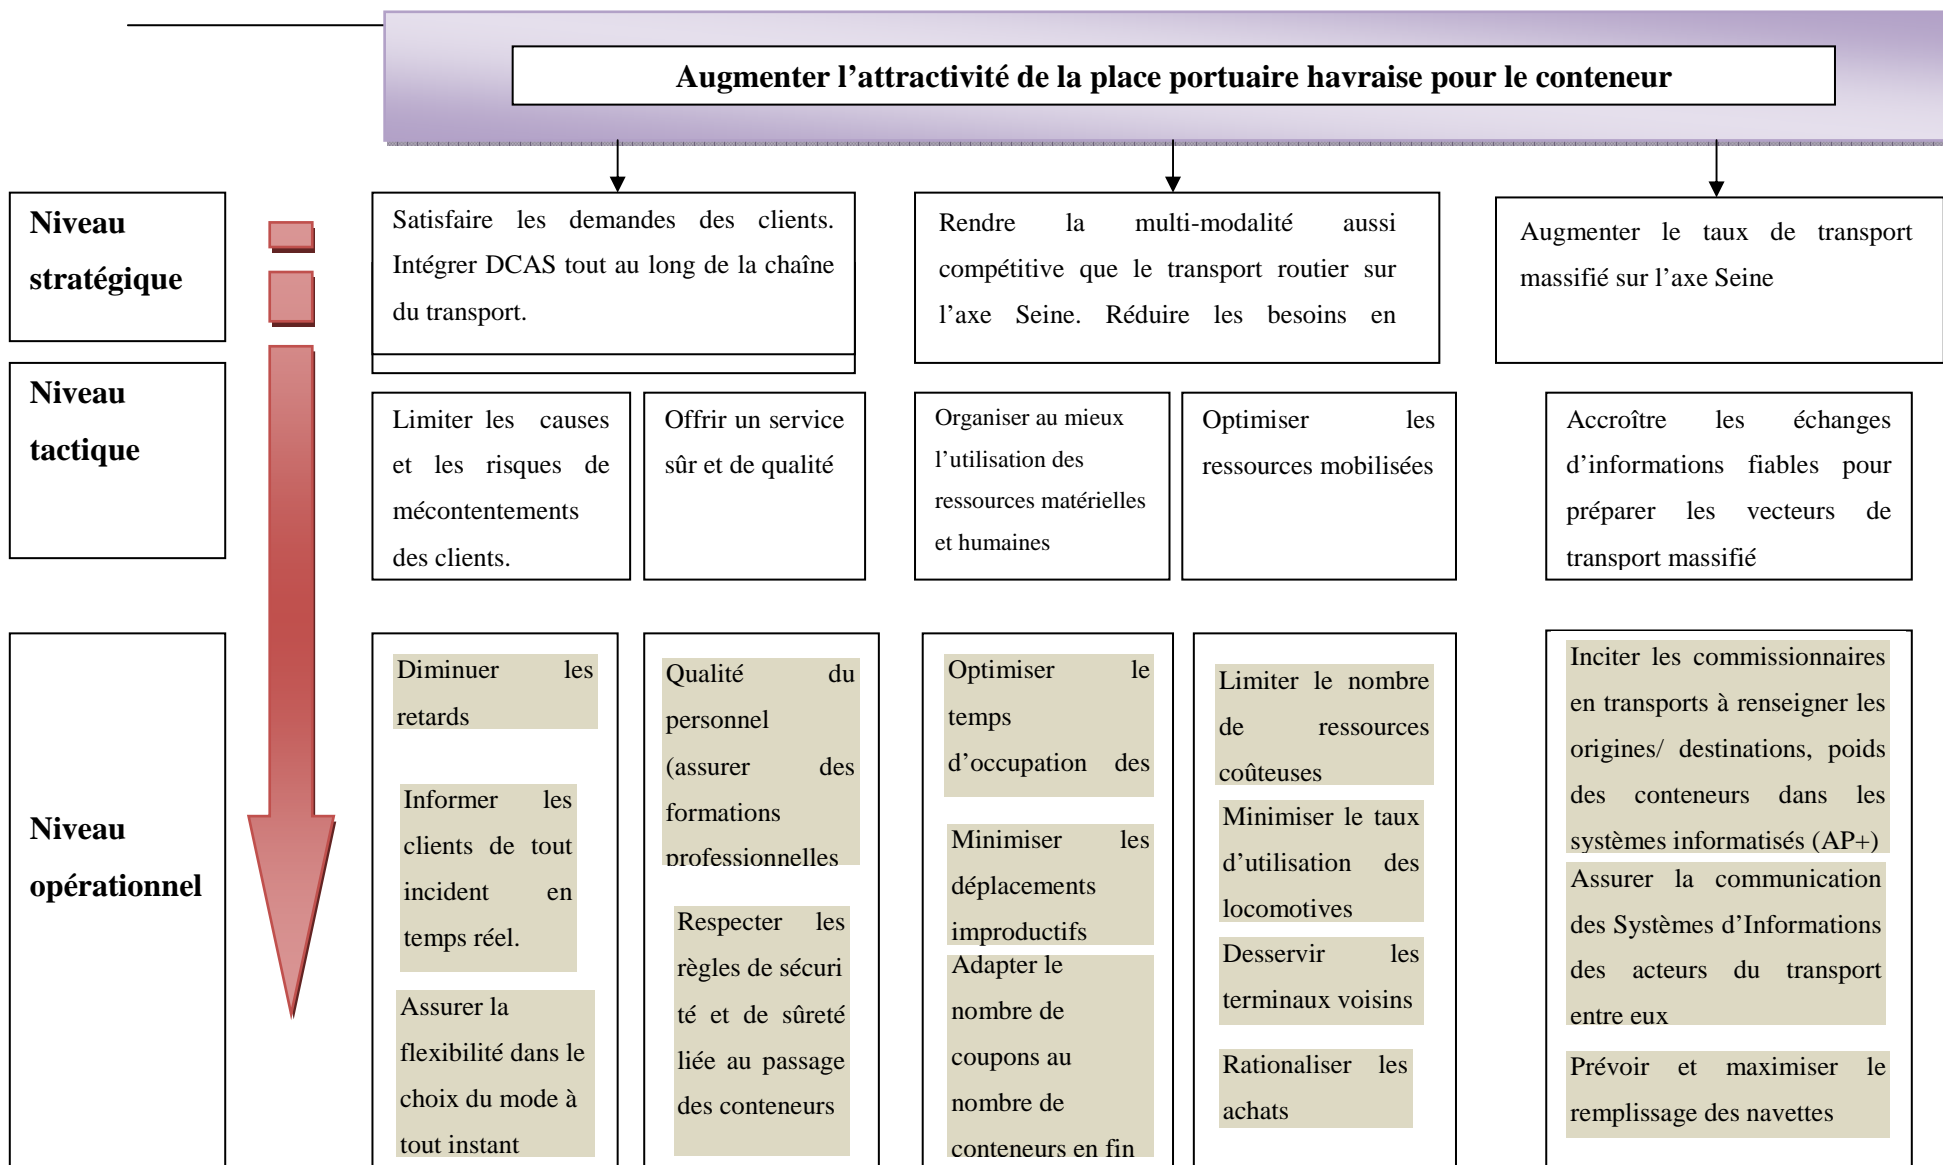 Augmenter l’attractivité de la place portuaire havraise pour le conteneur
Niveau
stratégique
Satisfaire les demandes des clients.
Intégrer DCAS tout au long de la chaîne
du transport.
Rendre la multi-modalité aussi
compétitive que le transport routier sur
l’axe Seine. Réduire les besoins en
Augmenter le taux de transport
massifié sur l’axe Seine
Niveau
tactique
Limiter les causes
et les risques de
mécontentements
des clients.
Offrir un service
sûr et de qualité
Organiser au mieux
l’utilisation des
ressources matérielles
et humaines
Optimiser les
ressources mobilisées
Accroître les échanges
d’informations fiables pour
préparer les vecteurs de
transport massifié
Niveau
opérationnel
Diminuer les
retards
Informer les
clients de tout
incident en
temps réel.
Assurer la
flexibilité dans le
choix du mode à
tout instant
Qualité du
personnel
(assurer des
formations
professionnelles
Respecter les
règles de sécuri
té et de sûreté
liée au passage
des conteneurs
Optimiser le
temps
d’occupation des
Minimiser les
déplacements
improductifs
Adapter le
nombre de
coupons au
nombre de
conteneurs en fin
Limiter le nombre
de ressources
coûteuses
Minimiser le taux
d’utilisation des
locomotives
Desservir les
terminaux voisins
Rationaliser les
achats
Inciter les commissionnaires
en transports à renseigner les
origines/ destinations, poids
des conteneurs dans les
systèmes informatisés (AP+)
Assurer la communication
des Systèmes d’Informations
des acteurs du transport
entre eux
Prévoir et maximiser le
remplissage des navettes